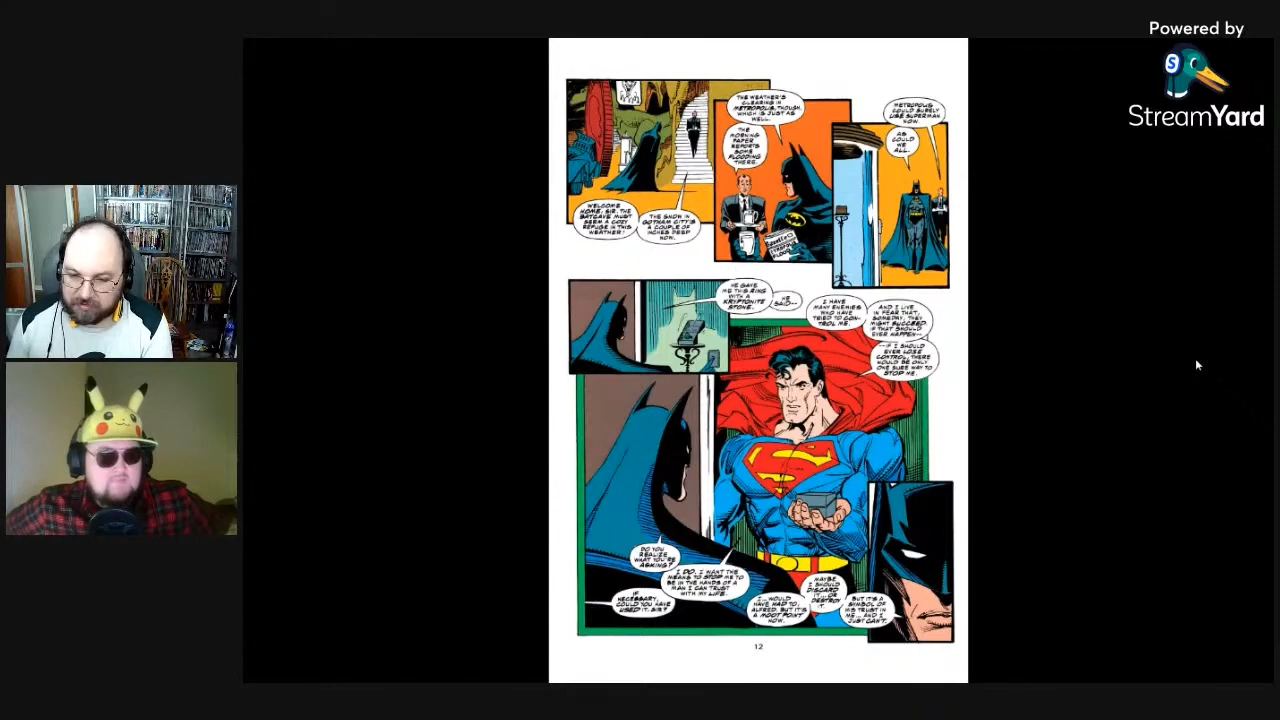 Powered by
S
StreamYard
WELCOME
HOME, SIR. THE
BATCAVE MUST
SEEM A COZY
REFUGE IN THIS
WEATHER!
THE SNOW IN
GOTHAM CITY'S
A COUPLE OF
INCHES DEEP
NOW.
THE WEATHER'S
CLEARING IN
METROPOLIS, THOUGH,
WHICH IS JUST AS
WELL.
THE
MORNING
PAPER
REPORTS
SOME
FLOODING
THERE.
METROPOLIS
COULD SURELY
USE SUPERMAN
NOW.
AS
COULD
WE
ALL.
HE GAVE
ME THIS RING
WITH A
KRYPTONITE
STONE.
HE
SAID--
I HAVE
MANY ENEMIES
WHO HAVE
TRIED TO CON-
TROL ME.
AND I LIVE
IN FEAR THAT,
SOMEDAY, THEY
MIGHT SUCCEED.
IF THAT SHOULD
EVER HAPPEN--
--IF I SHOULD
EVER LOSE
CONTROL, THERE
WOULD BE ONLY
ONE SURE WAY TO
STOP ME.
DO YOU
REALIZE
WHAT YOU'RE
ASKING?
I DO. I WANT THE
MEANS TO STOP ME TO
BE IN THE HANDS OF A
MAN I CAN TRUST
WITH MY LIFE.
IF
NECESSARY,
COULD YOU HAVE
USED IT, SIR?
I... WOULD
HAVE HAD TO,
ALFRED. BUT IT'S
A MOOT POINT
NOW.
MAYBE
I SHOULD
DISCARD
IT... OR
DESTROY
IT.
BUT IT'S A
SYMBOL OF
HIS TRUST IN
ME... AND I
JUST CAN'T.
12